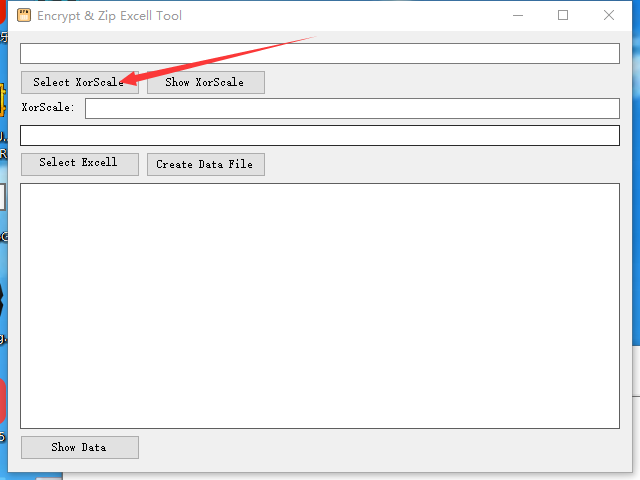 Encrypt & Zip Excell Tool
Select XorScale
Show XorScale
XorScale:
Select Excell
Create Data File
Show Data